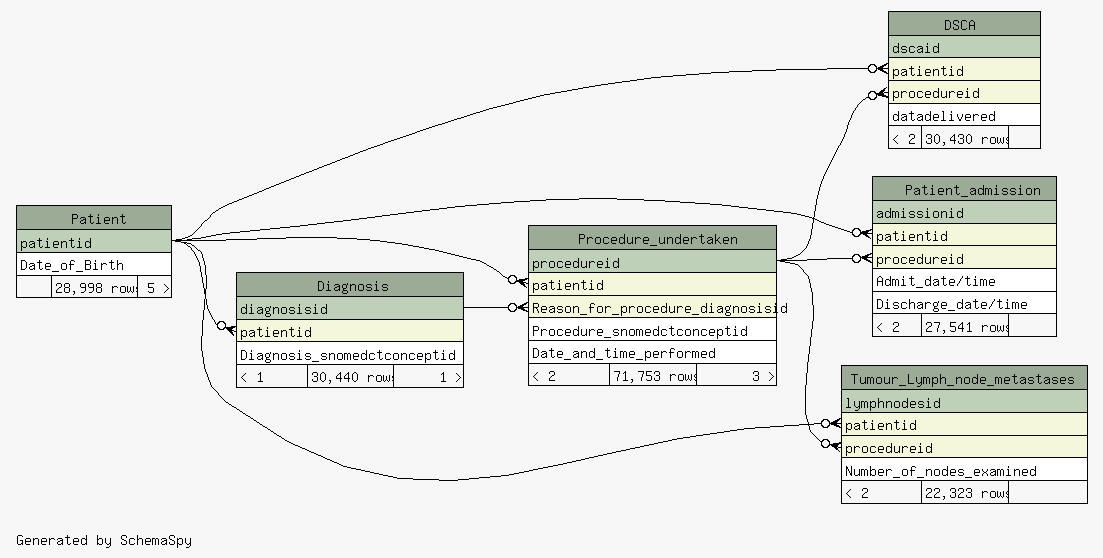 DSCA
dscaid
patientid
procedureid
datadelivered
< 2 30,430 rows
Patient_admission
admissionid
patientid
procedureid
Admit_date/time
Discharge_date/time
< 2 27,541 rows
Patient
patientid
Date_of_Birth
28,998 rows 5 >
Procedure_undertaken
procedureid
patientid
Reason_for_procedure_diagnosisid
Procedure_snomedctconceptid
Date_and_time_performed
< 2 71,753 rows 3 >
Diagnosis
diagnosisid
patientid
Diagnosis_snomedctconceptid
< 1 30,440 rows 1 >
Tumour_Lymph_node_metastases
lymphnodesid
patientid
procedureid
Number_of_nodes_examined
< 2 22,323 rows
Generated by SchemaSpy